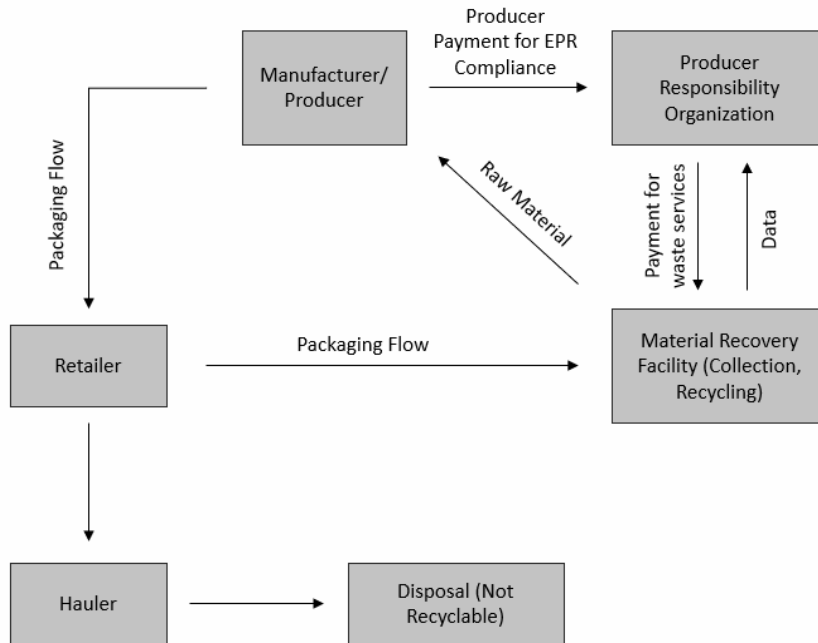 Producer
Payment for EPR
Compliance
Manufacturer/
Producer
Producer
Responsibility
Organization
Packaging Flow
Raw Material
Payment for
waste services
Data
Retailer
Packaging Flow
Material Recovery
Facility (Collection,
Recycling)
Hauler
Disposal (Not
Recyclable)